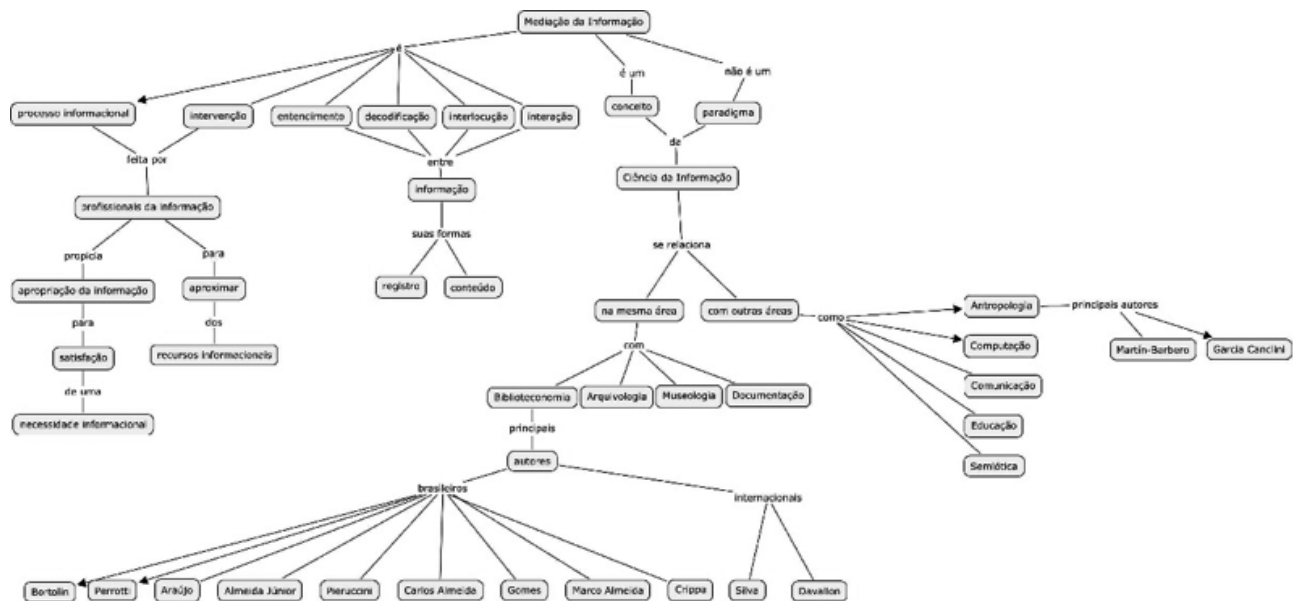 Mediação da Informação
é
é um
não é um
processo informacional
intervenção
entencimento
decodificação
interlocução
interação
conceito
paradigma
feita por
entre
da
profissionais da informação
informação
Ciência da Informação
propicia
para
suas formas
se relaciona
apropriação da informação
aproximar
registro
conteúdo
na mesma área
com outras áreas
como
Antropologia
principais autores
para
dos
Computação
Martín-Barbero
Garcia Canclini
satisfação
recursos informacionais
com
Comunicação
de uma
Biblioteconomia
Arquivologia
Museologia
Documentação
necessidade informacional
principais
Educação
autores
Semiótica
brasileiros
internacionais
Bortolin
Perrotti
Araújo
Almeida Júnior
Pieruccini
Carlos Almeida
Gomes
Marco Almeida
Crippa
Silva
Davallon